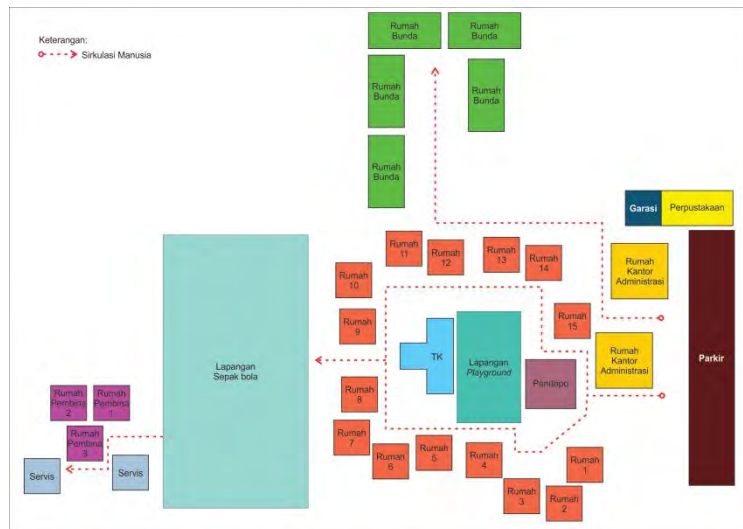 Keterangan:
Sirkulasi Manusia
Rumah
Bunda
Rumah
Bunda
Rumah
Bunda
Rumah
Bunda
Rumah
Bunda
Garasi
Perpustakaan
Rumah
Kantor
Administrasi
Rumah
Kantor
Administrasi
Parkir
Rumah
11
Rumah
12
Rumah
13
Rumah
14
Rumah
10
Rumah
15
Rumah
9
TK
Lapangan
Playground
Pendopo
Lapangan
Sepak bola
Rumah
8
Rumah
7
Rumah
6
Rumah
5
Rumah
4
Rumah
3
Rumah
2
Rumah
1
Rumah
Pembina
2
Rumah
Pembina
1
Rumah
Pembina
3
Servis
Servis